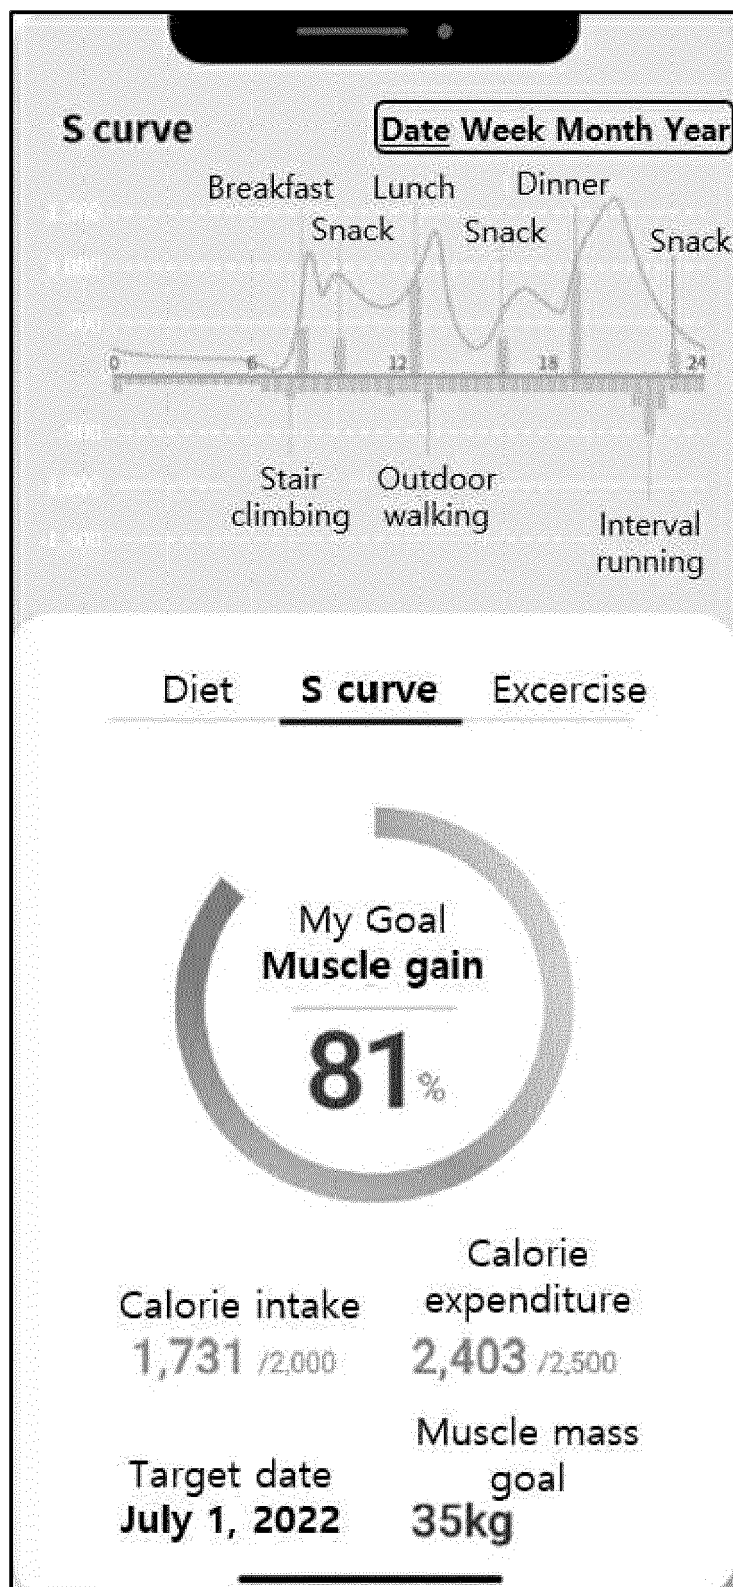 S curve
Date Week Month Year
Breakfast Lunch Dinner
Snack Snack Snack
0 6 12 18 24
Stair
climbing
Outdoor
walking
Interval
running
Diet S curve Excercise
My Goal
Muscle gain
81%
Calorie intake
1,731 /2,000
Calorie
expenditure
2,403 /2,500
Target date
July 1, 2022
Muscle mass
goal
35kg